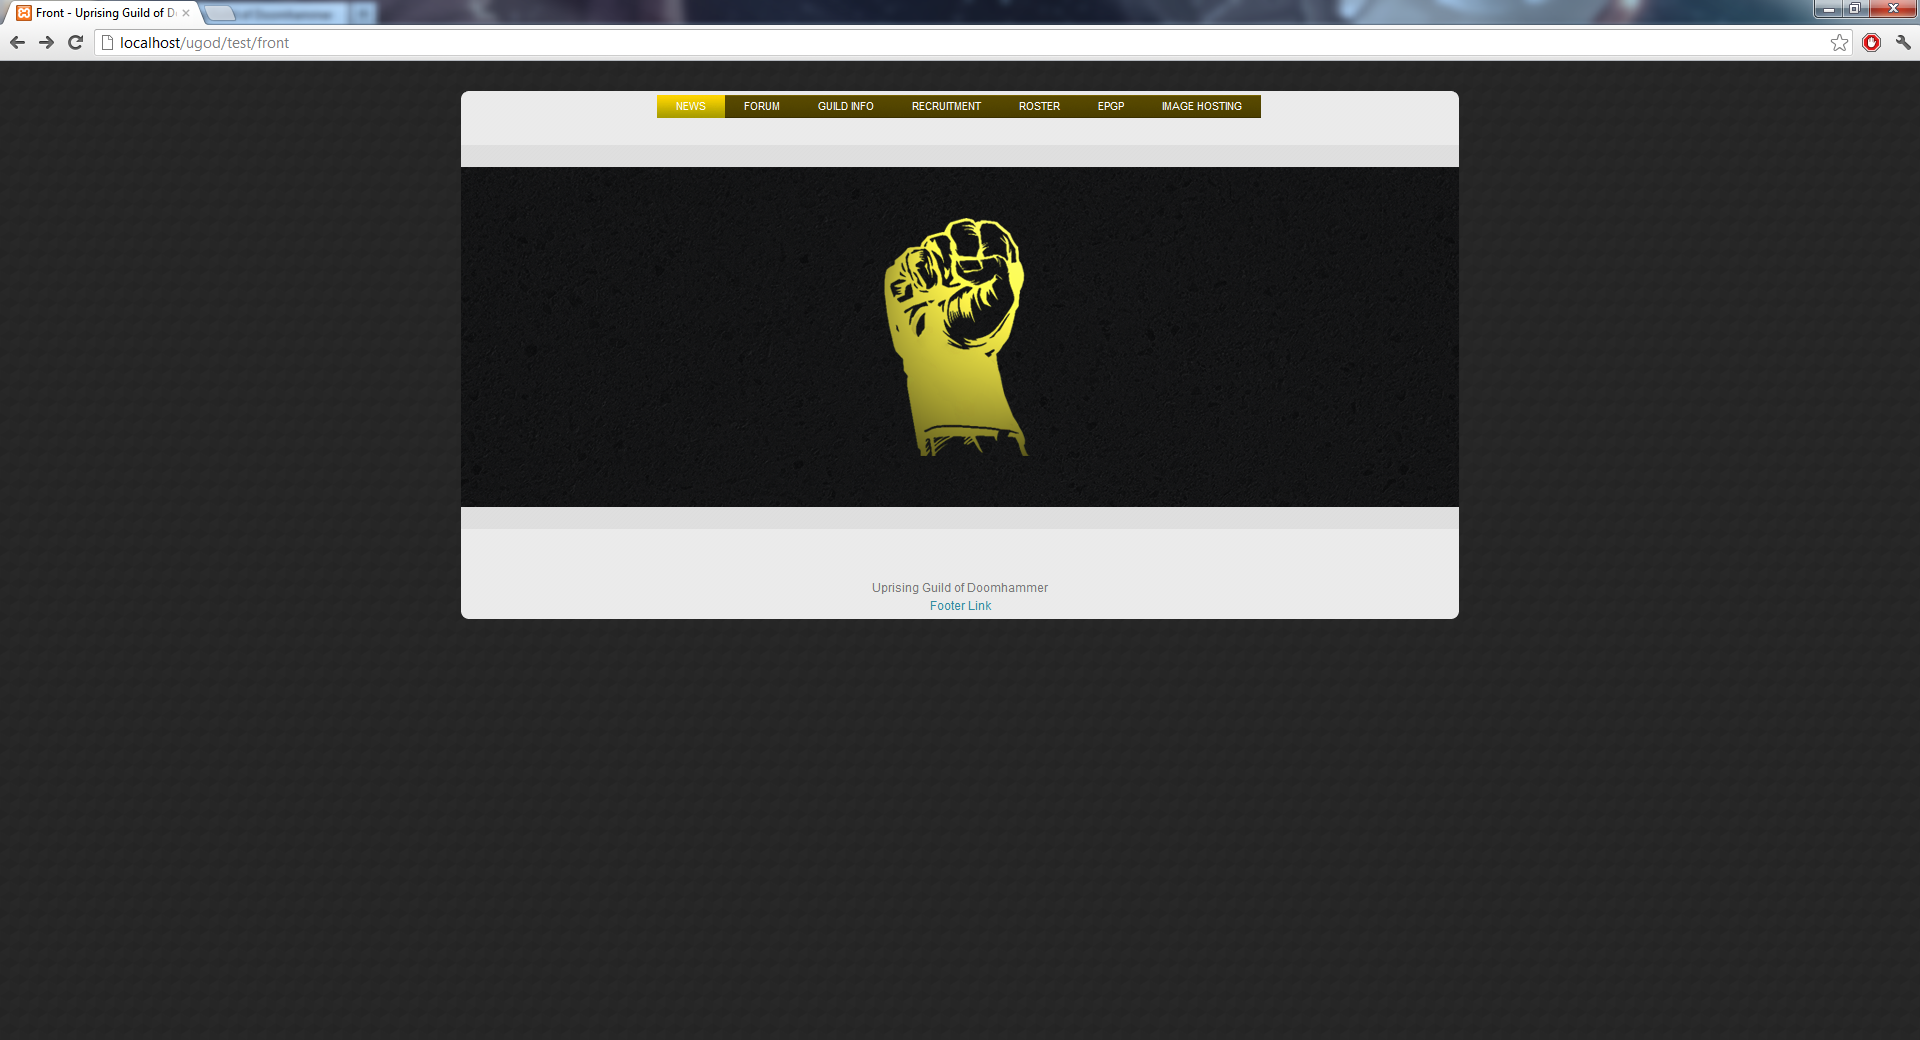 Front - Uprising Guild of D
localhost/ugod/test/front
NEWS FORUM GUILD INFO RECRUITMENT ROSTER EPGP IMAGE HOSTING
Uprising Guild of Doomhammer
Footer Link